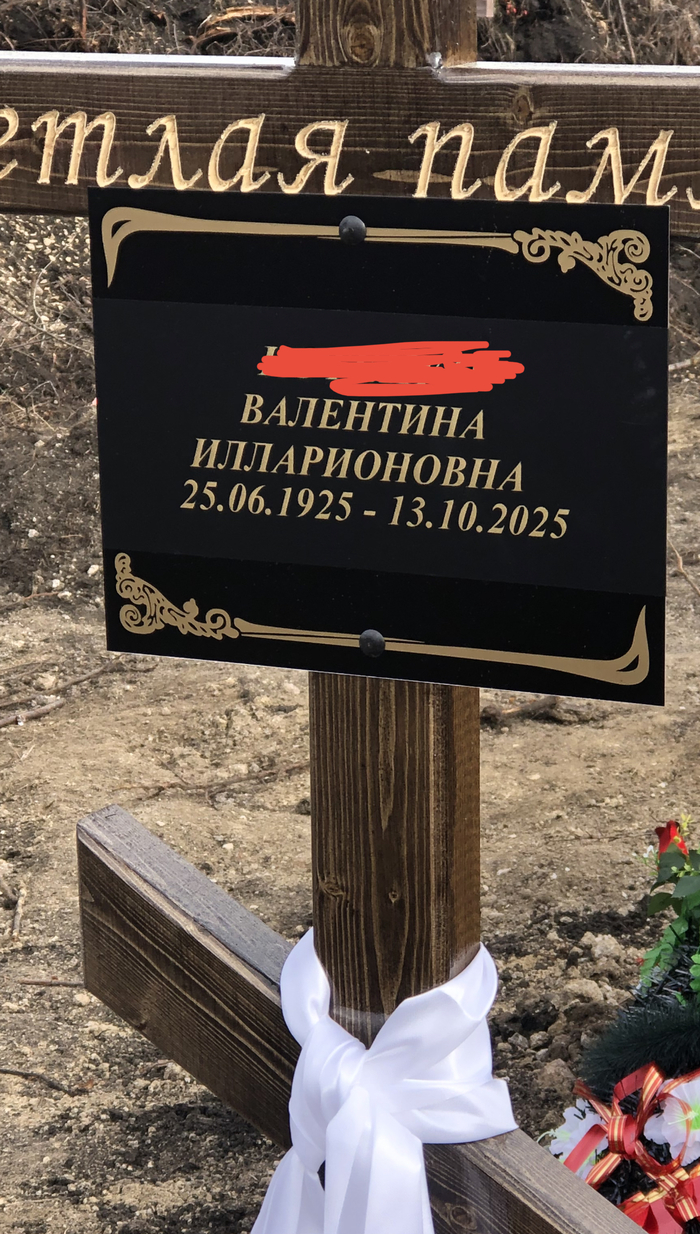 етлая пам
ВАЛЕНТИНА
ИЛЛАРИОНОВНА
25.06.1925 - 13.10.2025